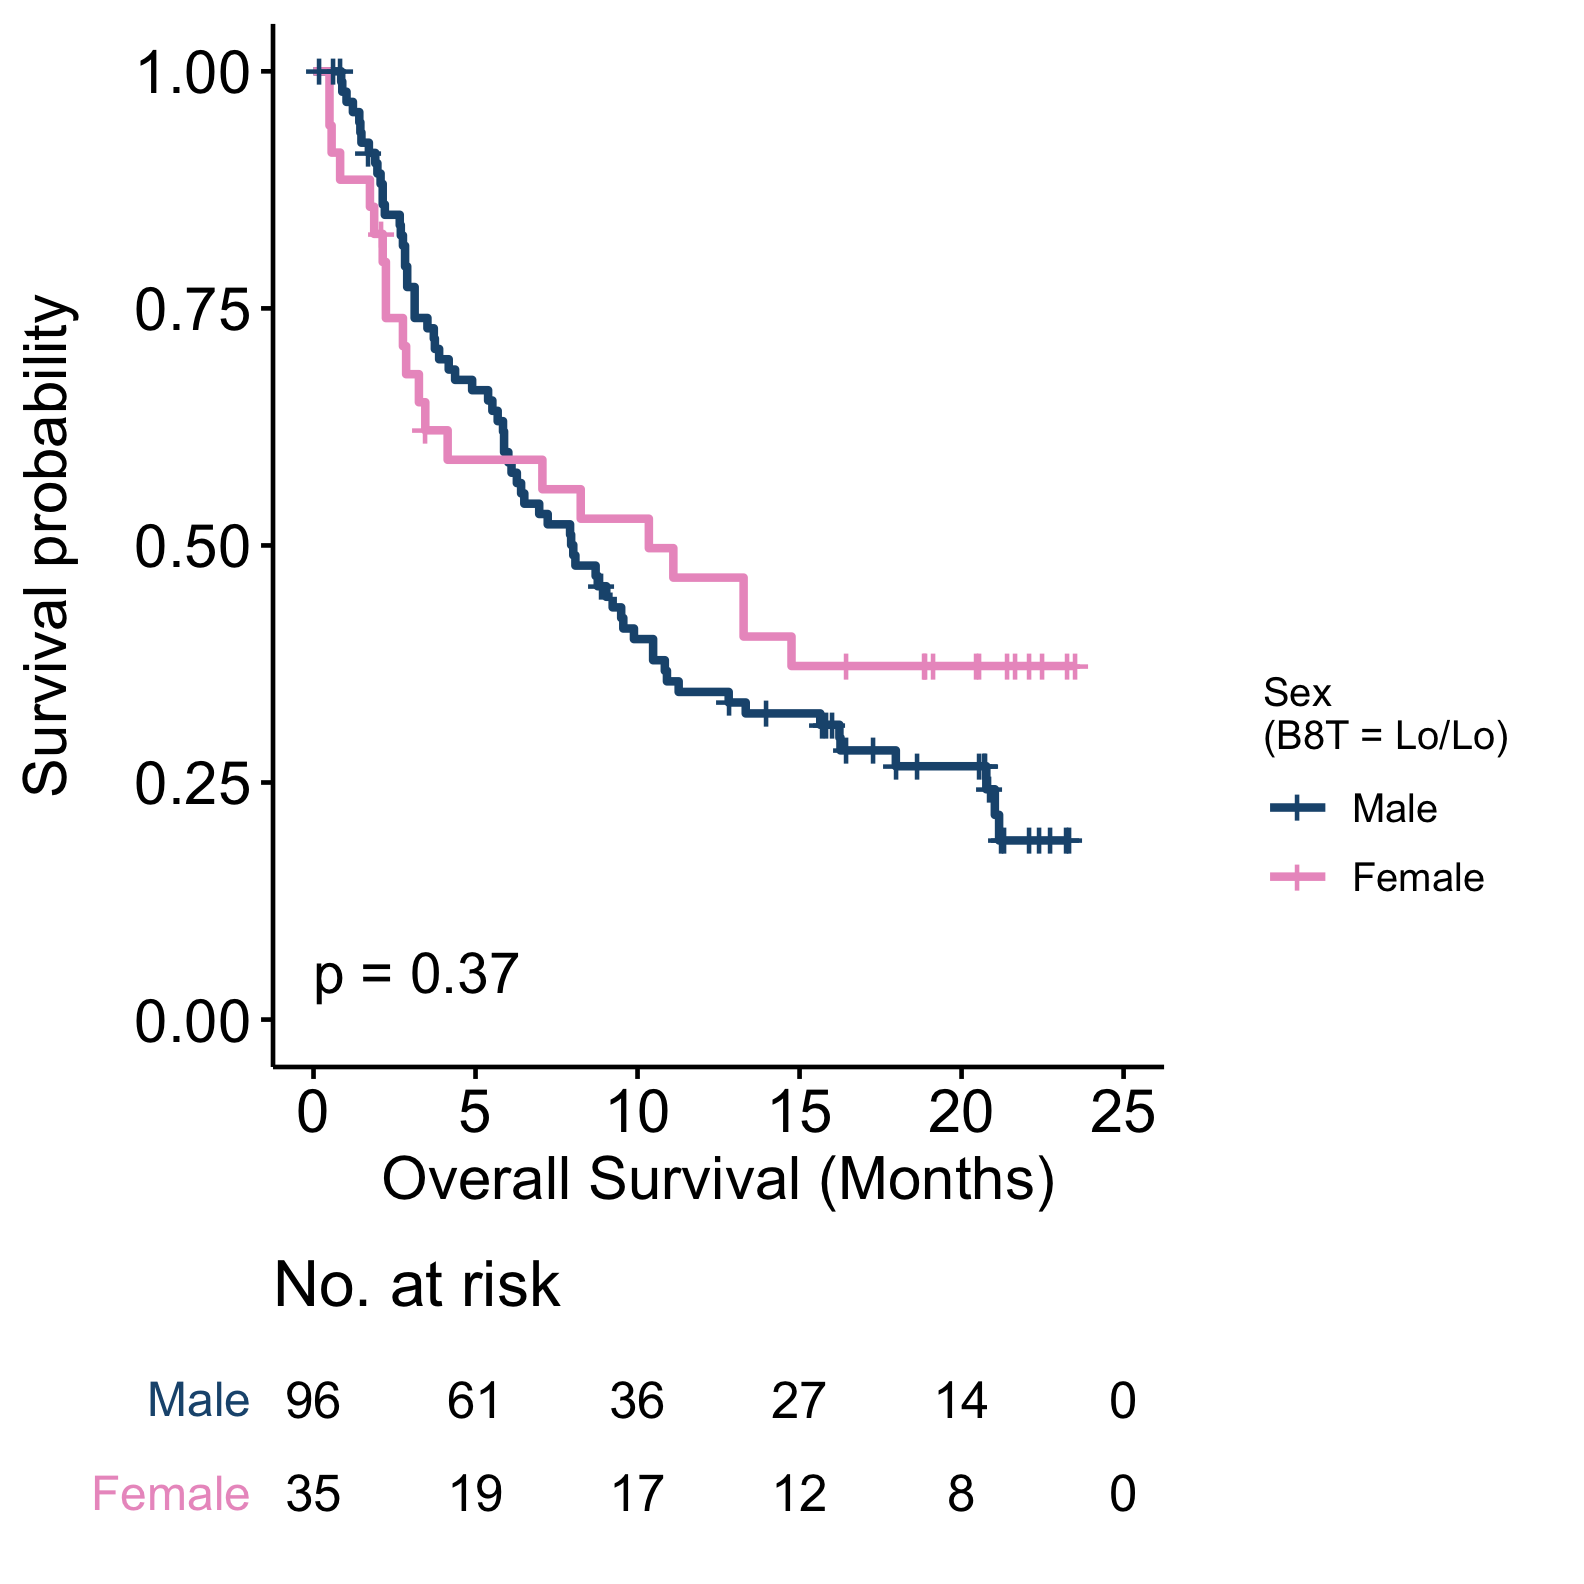 1.00
0.75
0.50
0.25
0.00
Survival probability
p = 0.37
0 5 10 15 20 25
Overall Survival (Months)
Sex
(B8T = Lo/Lo)
Male
Female
No. at risk
Male 96 61 36 27 14 0
Female 35 19 17 12 8 0